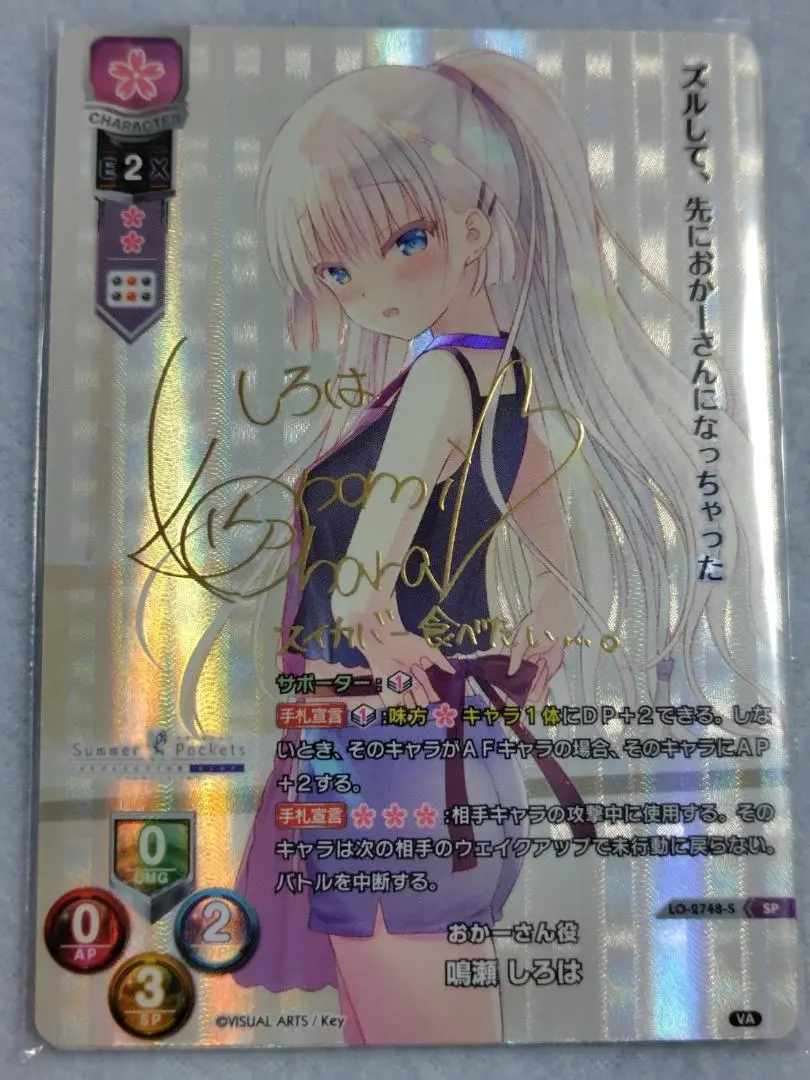 CHARACTER
E 2 X
ズルして、先におかーさんになっちゃった
しろは
Konomi
Kohara
スイカバー食べたい…。
サポーター:1
手札宣言 1:味方 キャラ1体にDP+2できる。しな
いとき、そのキャラがAFキャラの場合、そのキャラにAP
+2する。
手札宣言 :相手キャラの攻撃中に使用する。その
キャラは次の相手のウェイクアップで未行動に戻らない。
バトルを中断する。
Summer Pockets
REFLECTION BLUE
0
DMG
0
AP
2
DP
3
SP
LO-2748-S SP
おかーさん役
鳴瀬 しろは
©VISUAL ARTS / Key
VA